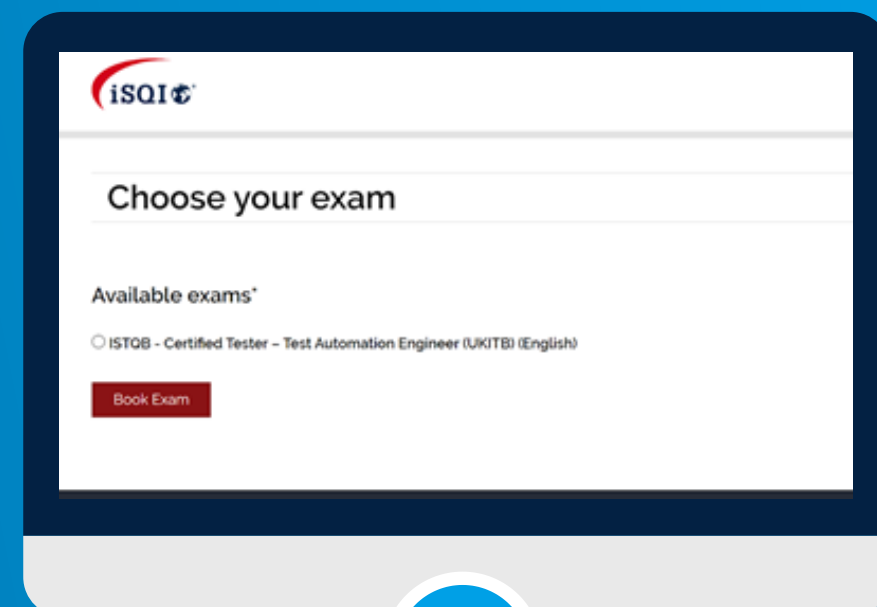 iSQI
Choose your exam
Available exams*
ISTQB - Certified Tester – Test Automation Engineer (UKITB) (English)
Book Exam